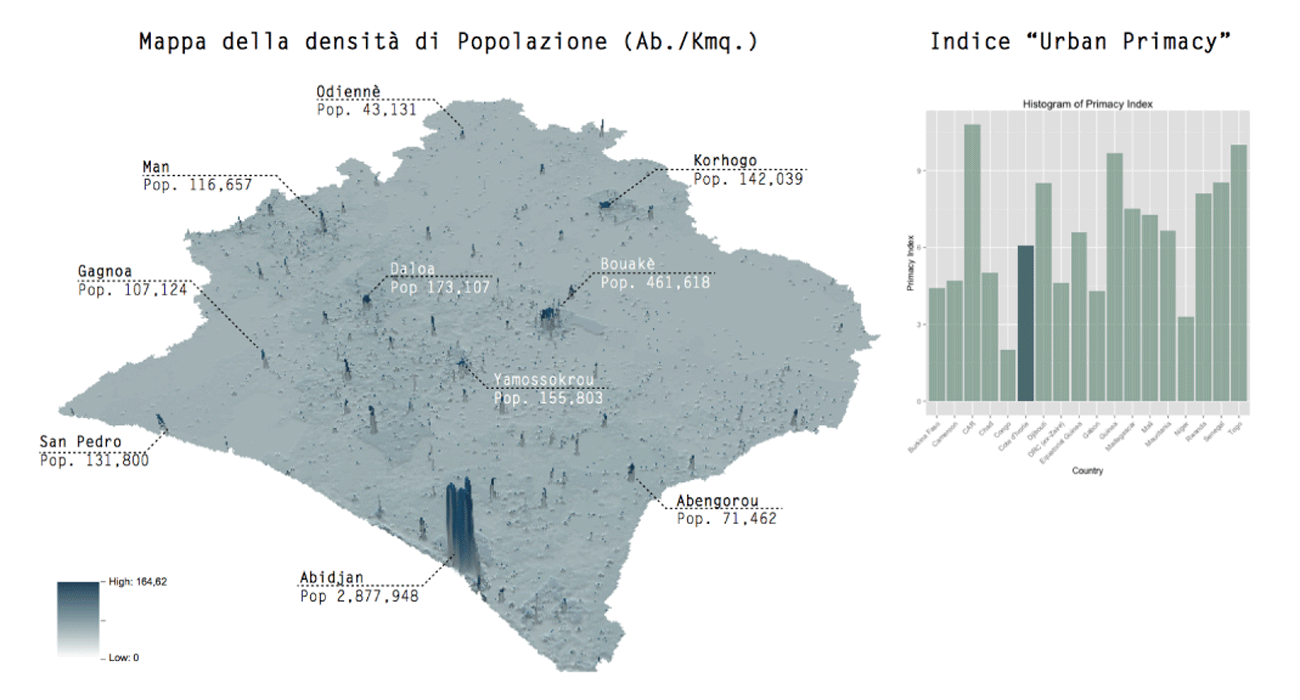 Mappa della densità di Popolazione (Ab./Kmq.)
Indice “Urban Primacy”
Odiennè
Pop. 43,131
Man
Pop. 116,657
Korhogo
Pop. 142,039
Gagnoa
Pop. 107,124
Daloa
Pop 173,107
Bouakè
Pop. 461,618
Yamossokrou
Pop. 155,803
San Pedro
Pop. 131,800
Abengorou
Pop. 71,462
Abidjan
Pop 2,877,948
High: 164,62
Low: 0
Histogram of Primacy Index
Primacy Index
9
6
3
0
Burkina Faso
Cameroon
CAR
Chad
Congo
Cote d'Ivoire
Djibouti
DRC (ex-Zaire)
Equatorial Guinea
Gabon
Guinea
Madagascar
Mali
Mauritania
Niger
Rwanda
Senegal
Togo
Country